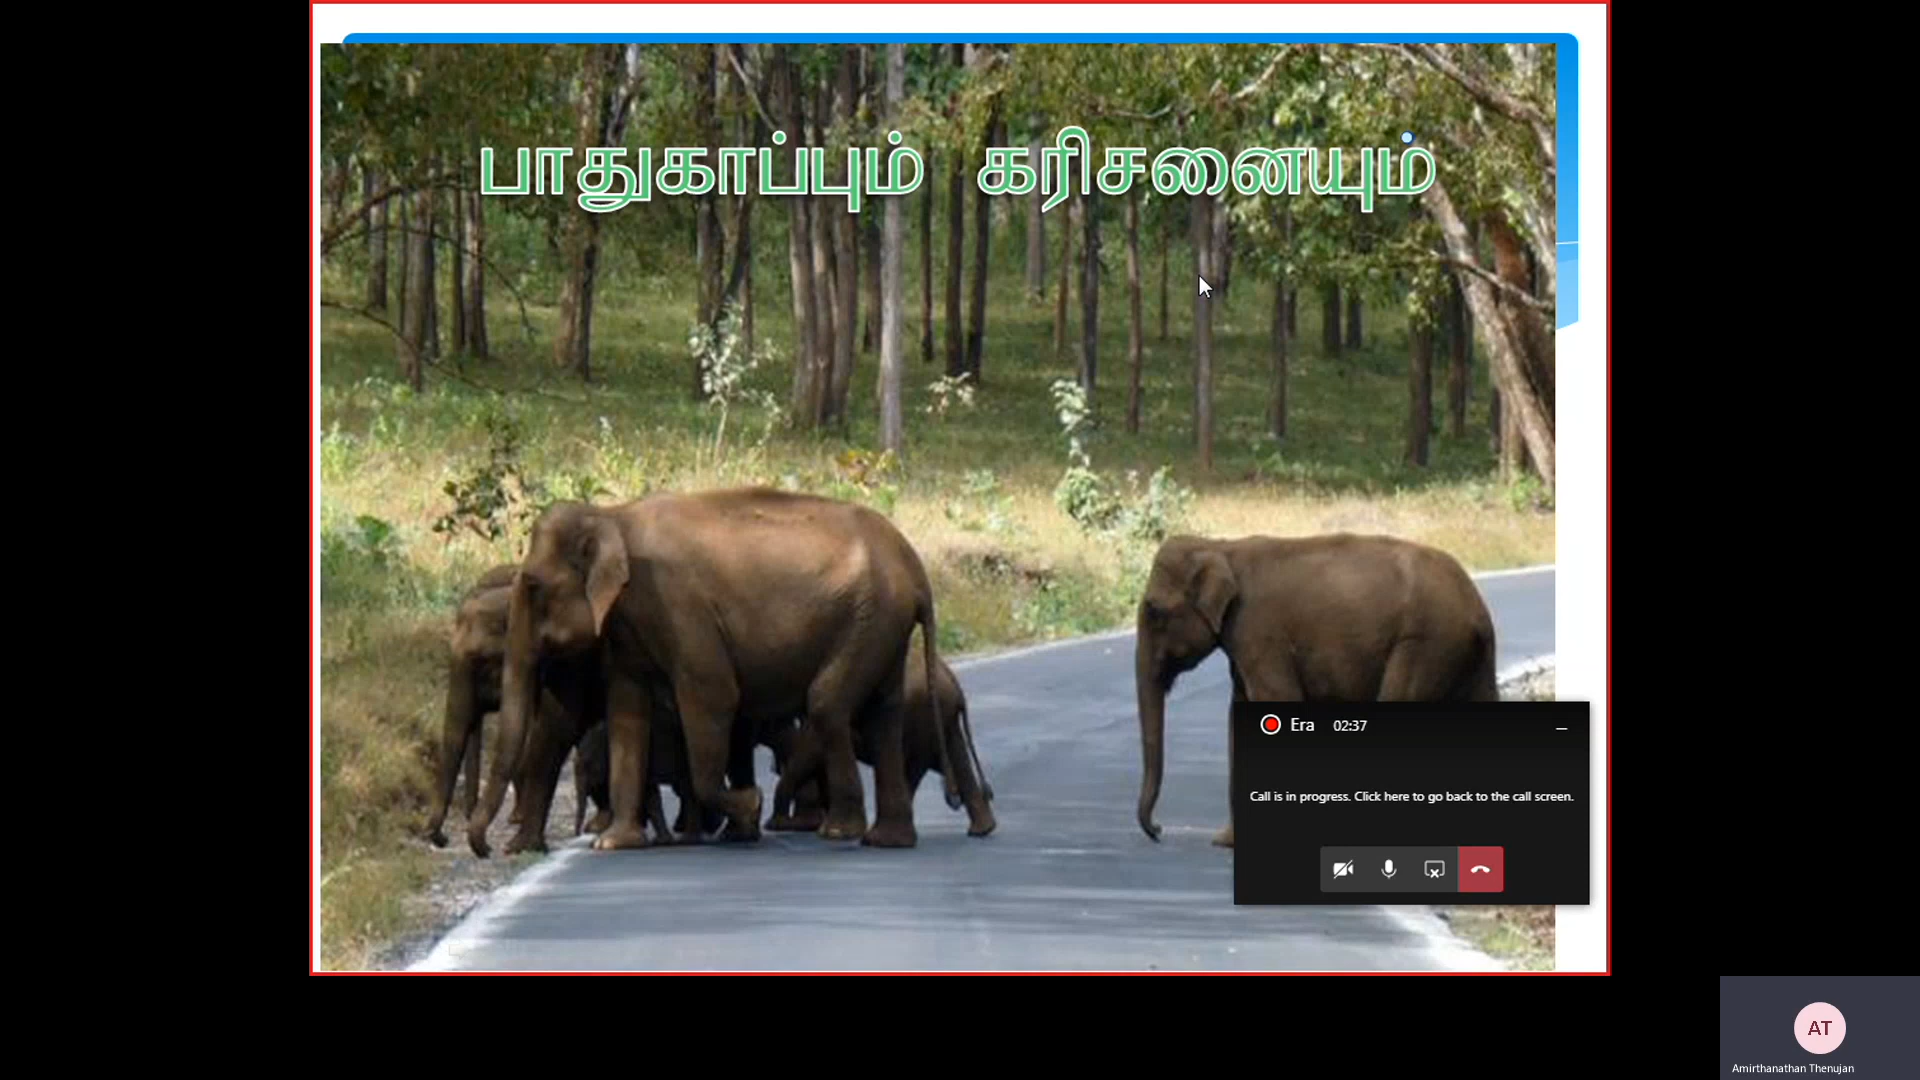 பாதுகாப்பும் கரிசனையும்
Era 02:37
Call is in progress. Click here to go back to the call screen.
AT
Amirthanathan Thenujan